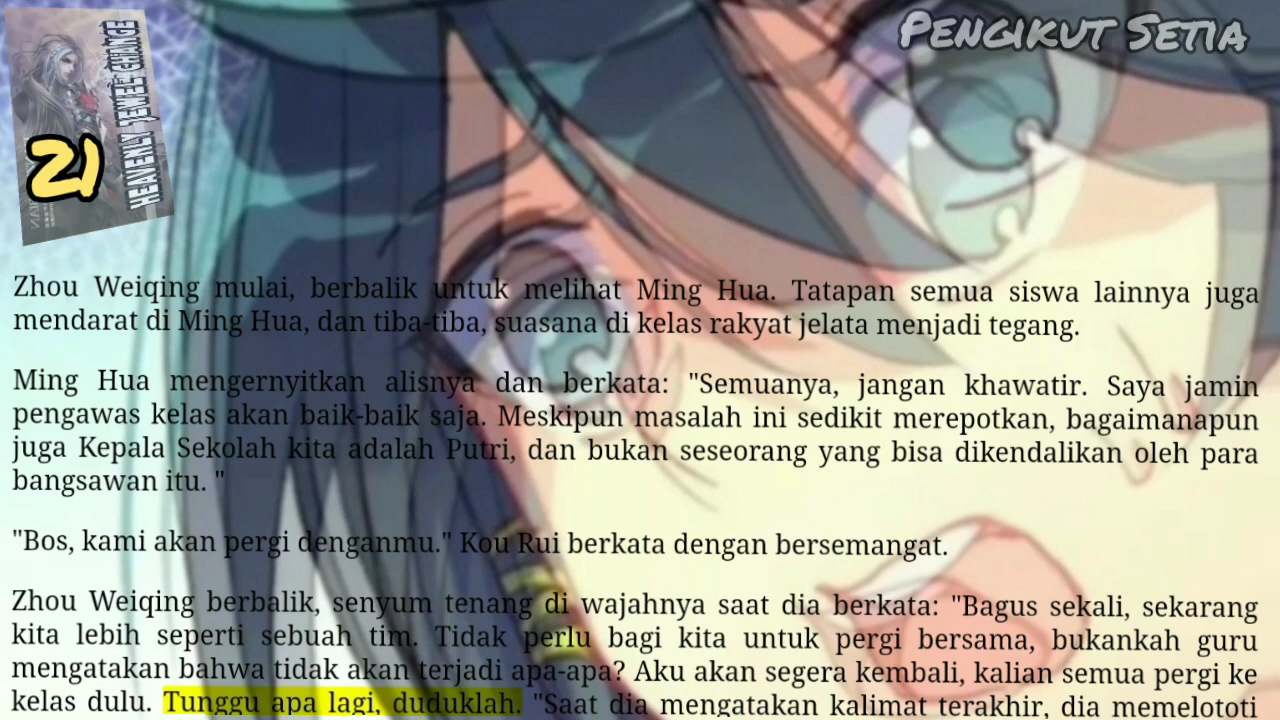 HEAVENLY JEWEL CHANGE
21
Pengikut Setia
Zhou Weiqing mulai, berbalik untuk melihat Ming Hua. Tatapan semua siswa lainnya juga
mendarat di Ming Hua, dan tiba-tiba, suasana di kelas rakyat jelata menjadi tegang.
Ming Hua mengernyitkan alisnya dan berkata: "Semuanya, jangan khawatir. Saya jamin
pengawas kelas akan baik-baik saja. Meskipun masalah ini sedikit merepotkan, bagaimanapun
juga Kepala Sekolah kita adalah Putri, dan bukan seseorang yang bisa dikendalikan oleh para
bangsawan itu. "
"Bos, kami akan pergi denganmu." Kou Rui berkata dengan bersemangat.
Zhou Weiqing berbalik, senyum tenang di wajahnya saat dia berkata: "Bagus sekali, sekarang
kita lebih seperti sebuah tim. Tidak perlu bagi kita untuk pergi bersama, bukankah guru
mengatakan bahwa tidak akan terjadi apa-apa? Aku akan segera kembali, kalian semua pergi ke
kelas dulu. Tunggu apa lagi, duduklah. "Saat dia mengatakan kalimat terakhir, dia memelototi